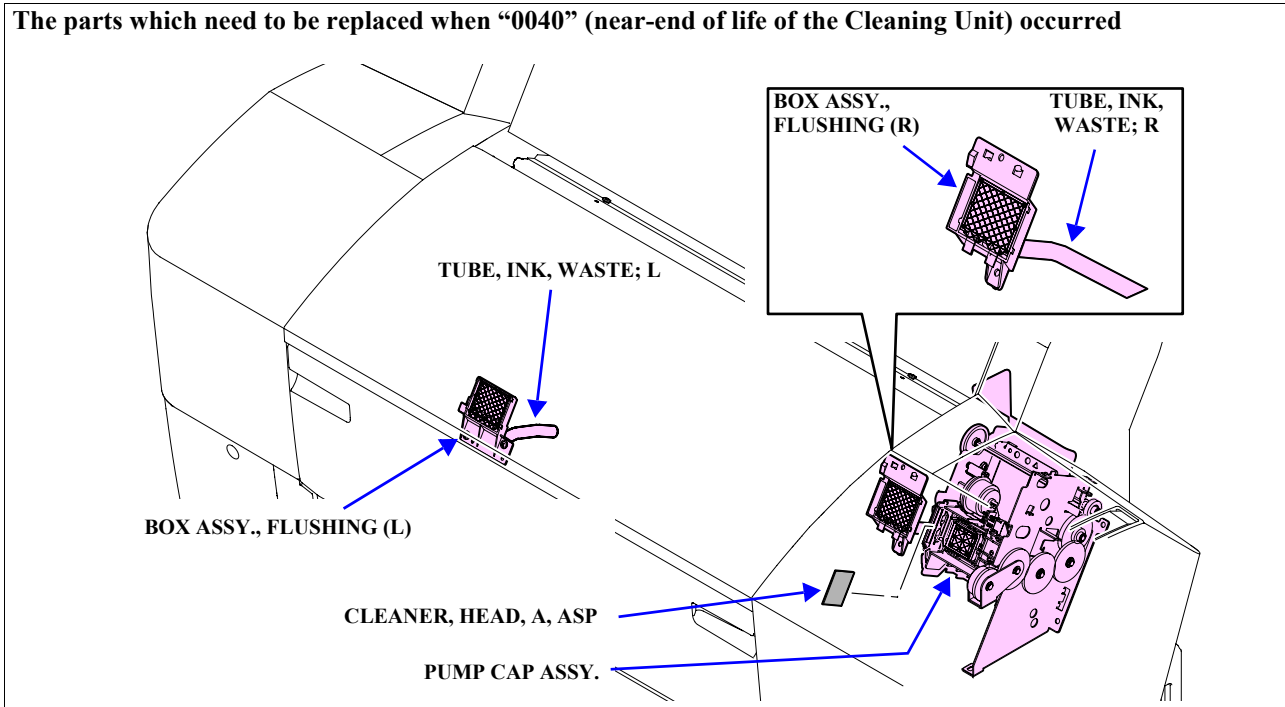 The parts which need to be replaced when “0040” (near-end of life of the Cleaning Unit) occurred
BOX ASSY.,
FLUSHING (R)
TUBE, INK,
WASTE; R
TUBE, INK, WASTE; L
BOX ASSY., FLUSHING (L)
CLEANER, HEAD, A, ASP
PUMP CAP ASSY.